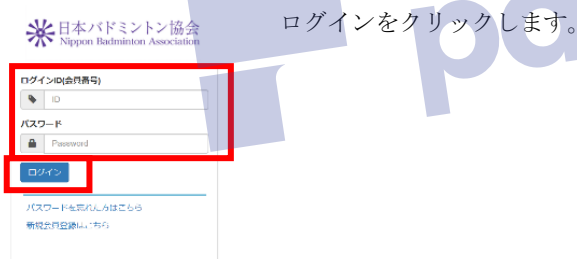 日本バドミントン協会
Nippon Badminton Association
ログインをクリックします。
ログインID(会員番号)
ID
パスワード
Password
ログイン
パスワードを忘れた方はこちら
新規会員登録はこちら
pa